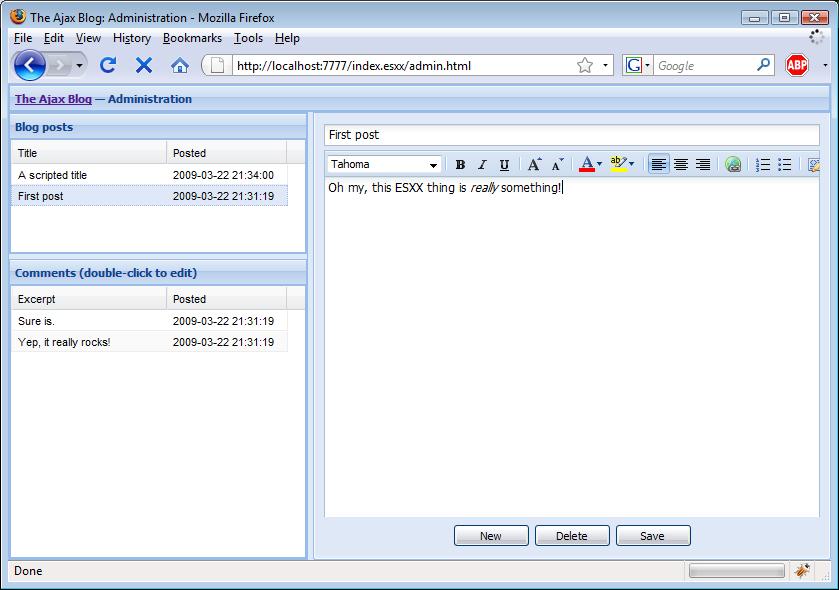 The Ajax Blog: Administration - Mozilla Firefox
File Edit View History Bookmarks Tools Help
http://localhost:7777/index.esxx/admin.html
G
Google
ABP
The Ajax Blog — Administration
Blog posts
Title Posted
A scripted title 2009-03-22 21:34:00
First post 2009-03-22 21:31:19
Comments (double-click to edit)
Excerpt Posted
Sure is. 2009-03-22 21:31:19
Yep, it really rocks! 2009-03-22 21:31:19
First post
Tahoma B I U A A A ab
Oh my, this ESXX thing is really something!
New Delete Save
Done